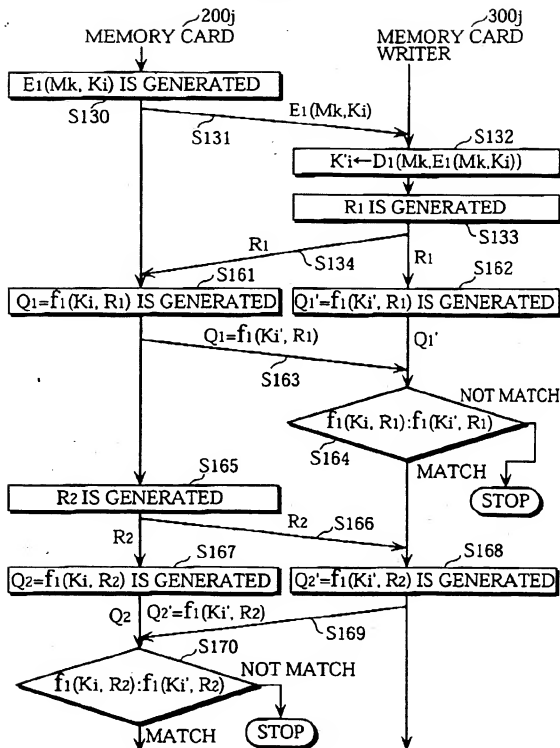 200j
MEMORY CARD
300j
MEMORY CARD
WRITER
E1(Mk, Ki) IS GENERATED
S130
S131
E1(Mk,Ki)
S132
K'i←D1(Mk,E1(Mk,Ki))
R1 IS GENERATED
S133
R1
S134
R1
S161
S162
Q1=f1(Ki, R1) IS GENERATED
Q1'=f1(Ki', R1) IS GENERATED
Q1=f1(Ki', R1)
Q1'
S163
NOT MATCH
f1(Ki, R1):f1(Ki', R1)
S164
MATCH
STOP
S165
R2 IS GENERATED
R2
R2
S166
S167
S168
Q2=f1(Ki, R2) IS GENERATED
Q2'=f1(Ki', R2) IS GENERATED
Q2
Q2'=f1(Ki', R2)
S169
S170
NOT MATCH
f1(Ki, R2):f1(Ki', R2)
MATCH
STOP